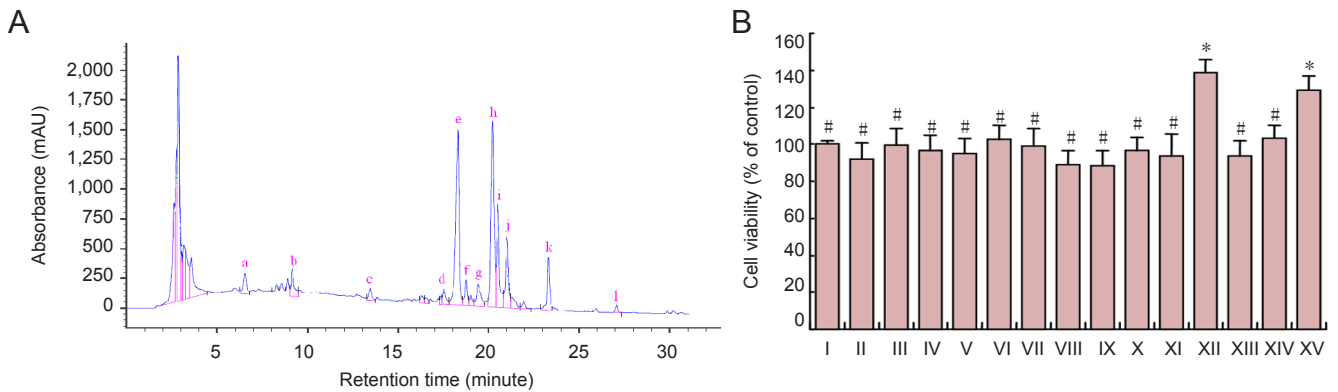 A
Absorbance (mAU)
2,000
1,750
1,500
1,250
1,000
750
500
250
0
a
b
c
d
e
f
g
h
i
j
k
l
5
10
15
20
25
30
Retention time (minute)
B
Cell viability (% of control)
160
140
120
100
80
60
40
20
0
# # # # # # # # # # # * # # *
I II III IV V VI VII VIII IX X XI XII XIII XIV XV